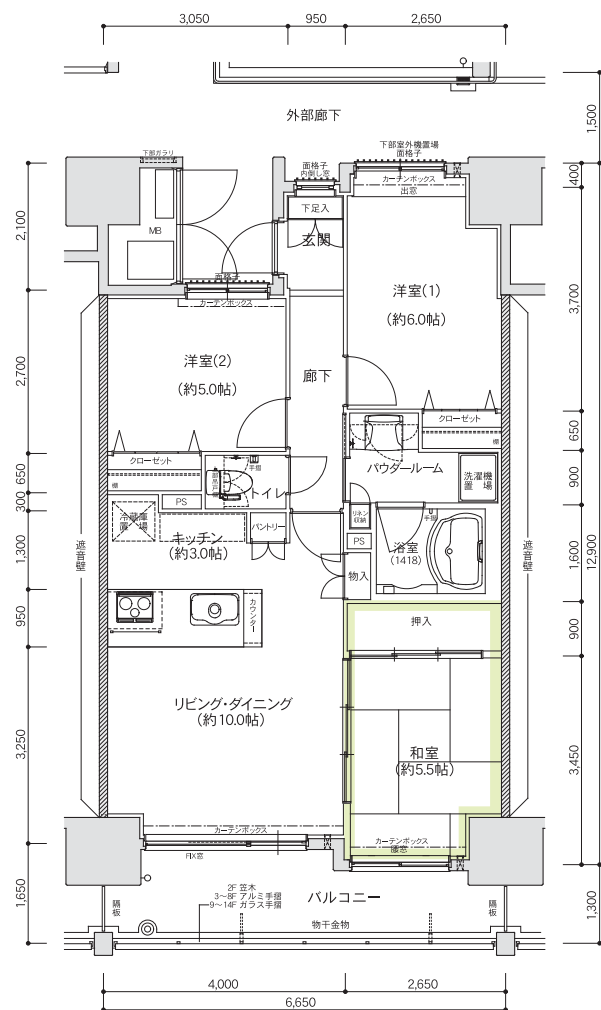 3,050
950
2,650
外部廊下
1,500
下部ガラリ
面格子
内倒し窓
下部室外機置場
面格子
カーテンボックス
出窓
400
下足入
玄関
MB
2,100
面格子
カーテンボックス
洋室(1)
(約6.0帖)
3,700
洋室(2)
(約5.0帖)
廊下
2,700
クローゼット
棚
650
クローゼット
棚
650
手摺
トイレ
パウダールーム
洗濯機
置場
900
PS
300
冷蔵庫
置場
キッチン
(約3.0帖)
パントリー
リネン
収納
PS
手摺
浴室
(1418)
1,300
1,600
12,900
遮音壁
遮音壁
物入
950
カウンター
押入
900
リビング・ダイニング
(約10.0帖)
和室
(約5.5帖)
3,250
3,450
カーテンボックス
FIX窓
カーテンボックス
腰窓
2F 笠木
3〜8F アルミ手摺
9〜14F ガラス手摺
バルコニー
物干金物
隔板
隔板
1,650
1,300
4,000
2,650
6,650